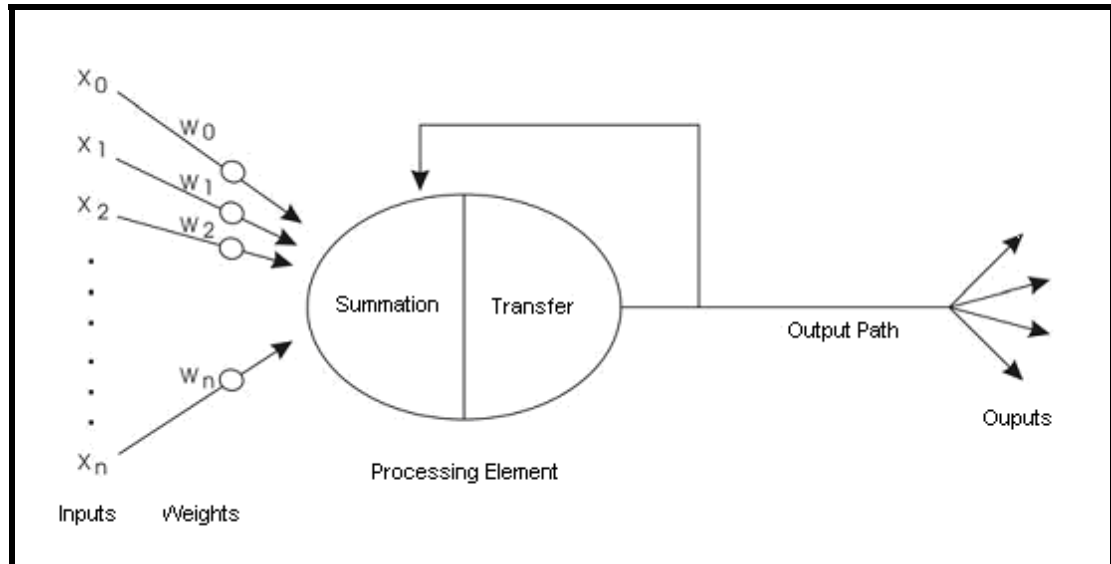 X0
W0
X1
W1
X2
W2
Summation
Transfer
Output Path
Wn
Ouputs
Xn
Processing Element
Inputs
Weights